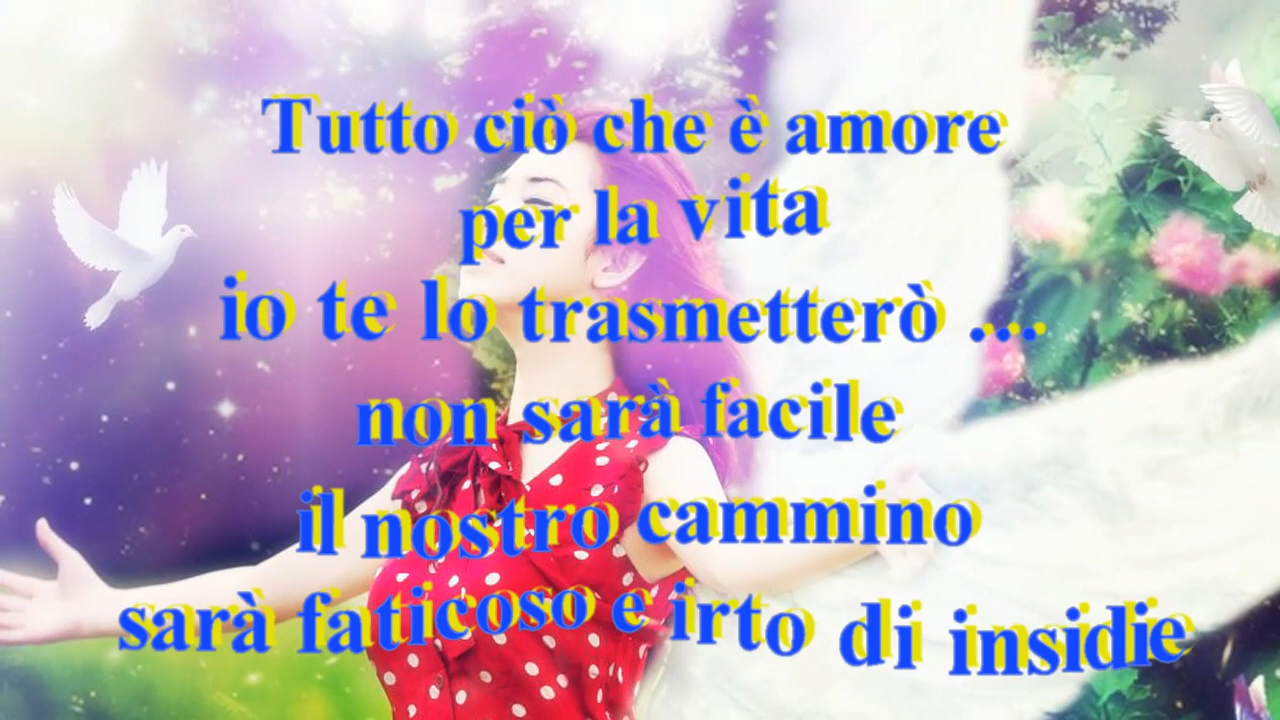 Tutto ciò che è amore
per la vita
io te lo trasmetterò ...
non sarà facile
il nostro cammino
sarà faticoso e irto di insidie